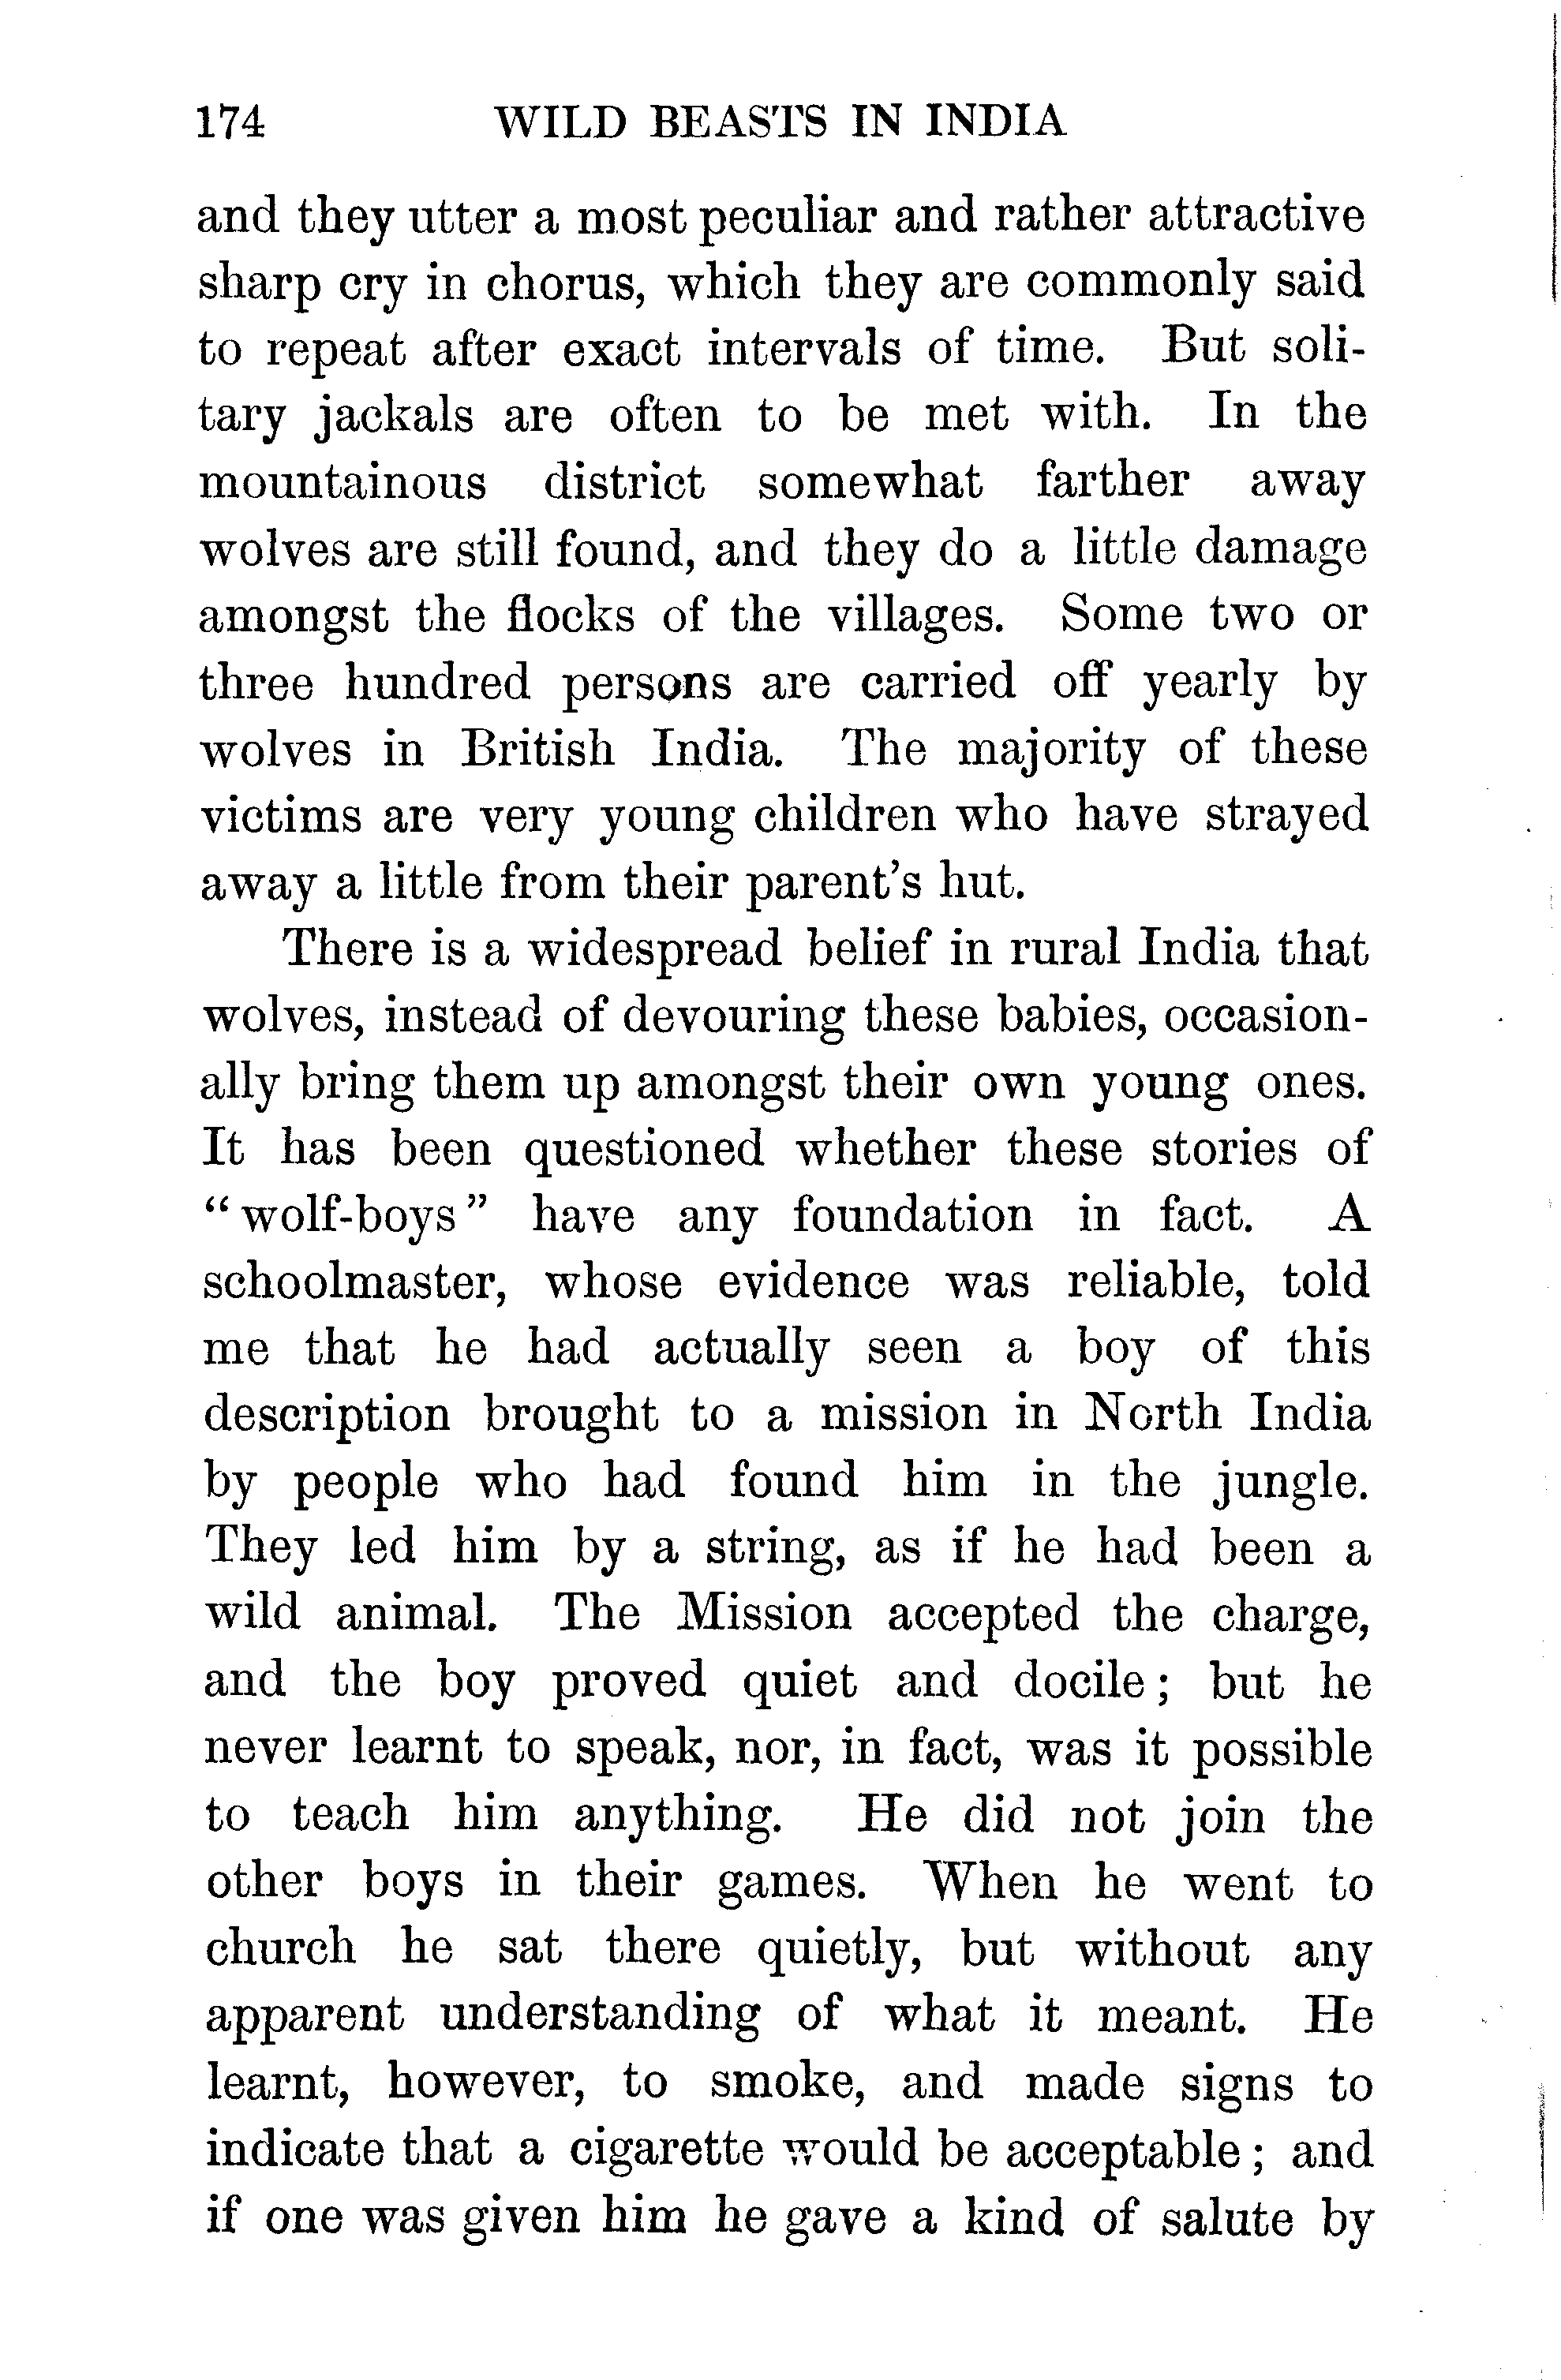 174 WILD BEASTS IN INDIA
and they utter a most peculiar and rather attractive
sharp cry in chorus, which they are commonly said
to repeat after exact intervals of time. But soli-
tary jackals are often to be met with. In the
mountainous district somewhat farther away
wolves are still found, and they do a little damage
amongst the flocks of the villages. Some two or
three hundred persons are carried off yearly by
wolves in British India. The majority of these
victims are very young children who have strayed
away a little from their parent's hut.
There is a widespread belief in rural India that
wolves, instead of devouring these babies, occasion-
ally bring them up amongst their own young ones.
It has been questioned whether these stories of
“wolf-boys” have any foundation in fact. A
schoolmaster, whose evidence was reliable, told
me that he had actually seen a boy of this
description brought to a mission in North India
by people who had found him in the jungle.
They led him by a string, as if he had been a
wild animal. The Mission accepted the charge,
and the boy proved quiet and docile; but he
never learnt to speak, nor, in fact, was it possible
to teach him anything. He did not join the
other boys in their games. When he went to
church he sat there quietly, but without any
apparent understanding of what it meant. He
learnt, however, to smoke, and made signs to
indicate that a cigarette would be acceptable; and
if one was given him he gave a kind of salute by